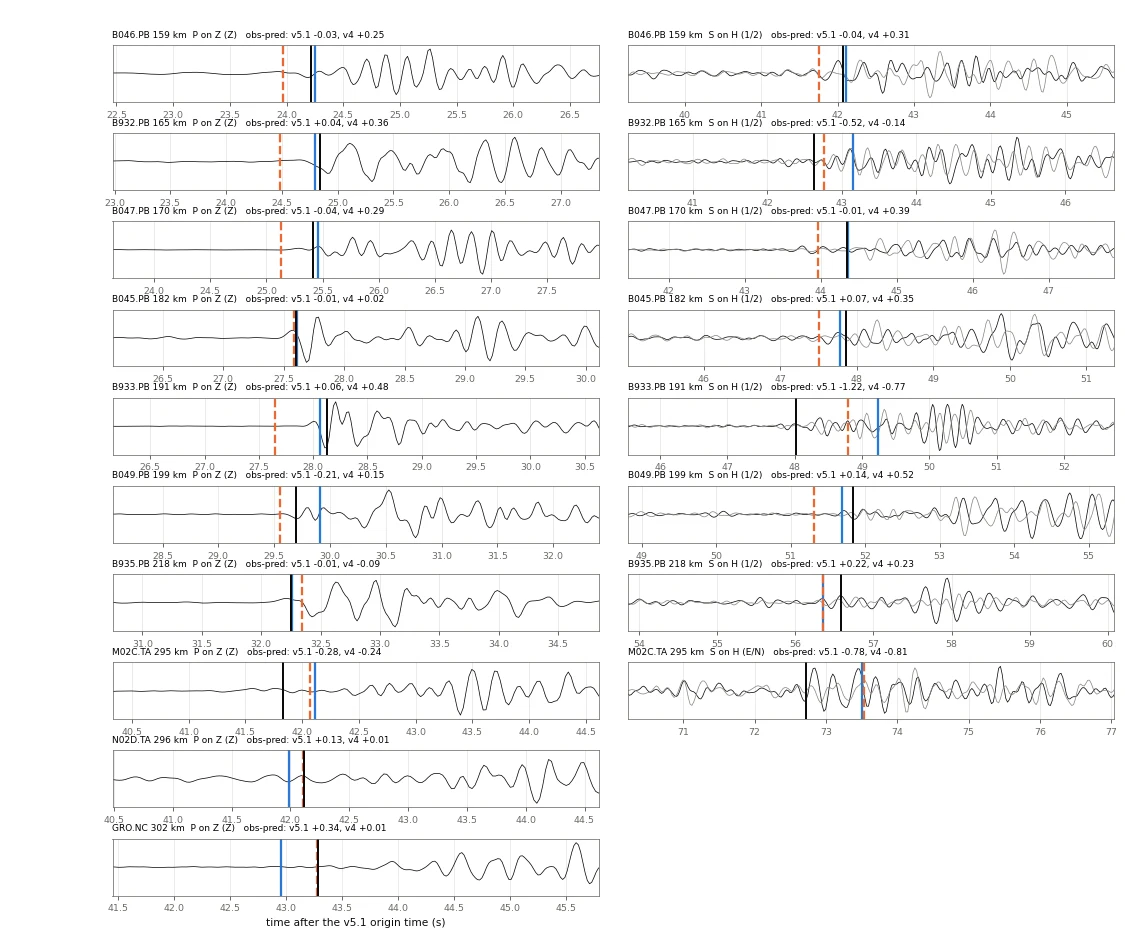 B046.PB 159 km  P on Z (Z)   obs-pred: v5.1 -0.03, v4 +0.25
22.5 23.0 23.5 24.0 24.5 25.0 25.5 26.0 26.5
B046.PB 159 km  S on H (1/2)   obs-pred: v5.1 -0.04, v4 +0.31
40 41 42 43 44 45
B932.PB 165 km  P on Z (Z)   obs-pred: v5.1 +0.04, v4 +0.36
23.0 23.5 24.0 24.5 25.0 25.5 26.0 26.5 27.0
B932.PB 165 km  S on H (1/2)   obs-pred: v5.1 -0.52, v4 -0.14
41 42 43 44 45 46
B047.PB 170 km  P on Z (Z)   obs-pred: v5.1 -0.04, v4 +0.29
24.0 24.5 25.0 25.5 26.0 26.5 27.0 27.5
B047.PB 170 km  S on H (1/2)   obs-pred: v5.1 -0.01, v4 +0.39
42 43 44 45 46 47
B045.PB 182 km  P on Z (Z)   obs-pred: v5.1 -0.01, v4 +0.02
26.5 27.0 27.5 28.0 28.5 29.0 29.5 30.0
B045.PB 182 km  S on H (1/2)   obs-pred: v5.1 +0.07, v4 +0.35
46 47 48 49 50 51
B933.PB 191 km  P on Z (Z)   obs-pred: v5.1 +0.06, v4 +0.48
26.5 27.0 27.5 28.0 28.5 29.0 29.5 30.0 30.5
B933.PB 191 km  S on H (1/2)   obs-pred: v5.1 -1.22, v4 -0.77
46 47 48 49 50 51 52
B049.PB 199 km  P on Z (Z)   obs-pred: v5.1 -0.21, v4 +0.15
28.5 29.0 29.5 30.0 30.5 31.0 31.5 32.0
B049.PB 199 km  S on H (1/2)   obs-pred: v5.1 +0.14, v4 +0.52
49 50 51 52 53 54 55
B935.PB 218 km  P on Z (Z)   obs-pred: v5.1 -0.01, v4 -0.09
31.0 31.5 32.0 32.5 33.0 33.5 34.0 34.5
B935.PB 218 km  S on H (1/2)   obs-pred: v5.1 +0.22, v4 +0.23
54 55 56 57 58 59 60
M02C.TA 295 km  P on Z (Z)   obs-pred: v5.1 -0.28, v4 -0.24
40.5 41.0 41.5 42.0 42.5 43.0 43.5 44.0 44.5
M02C.TA 295 km  S on H (E/N)   obs-pred: v5.1 -0.78, v4 -0.81
71 72 73 74 75 76 77
N02D.TA 296 km  P on Z (Z)   obs-pred: v5.1 +0.13, v4 +0.01
40.5 41.0 41.5 42.0 42.5 43.0 43.5 44.0 44.5
GRO.NC 302 km  P on Z (Z)   obs-pred: v5.1 +0.34, v4 +0.01
41.5 42.0 42.5 43.0 43.5 44.0 44.5 45.0 45.5
time after the v5.1 origin time (s)